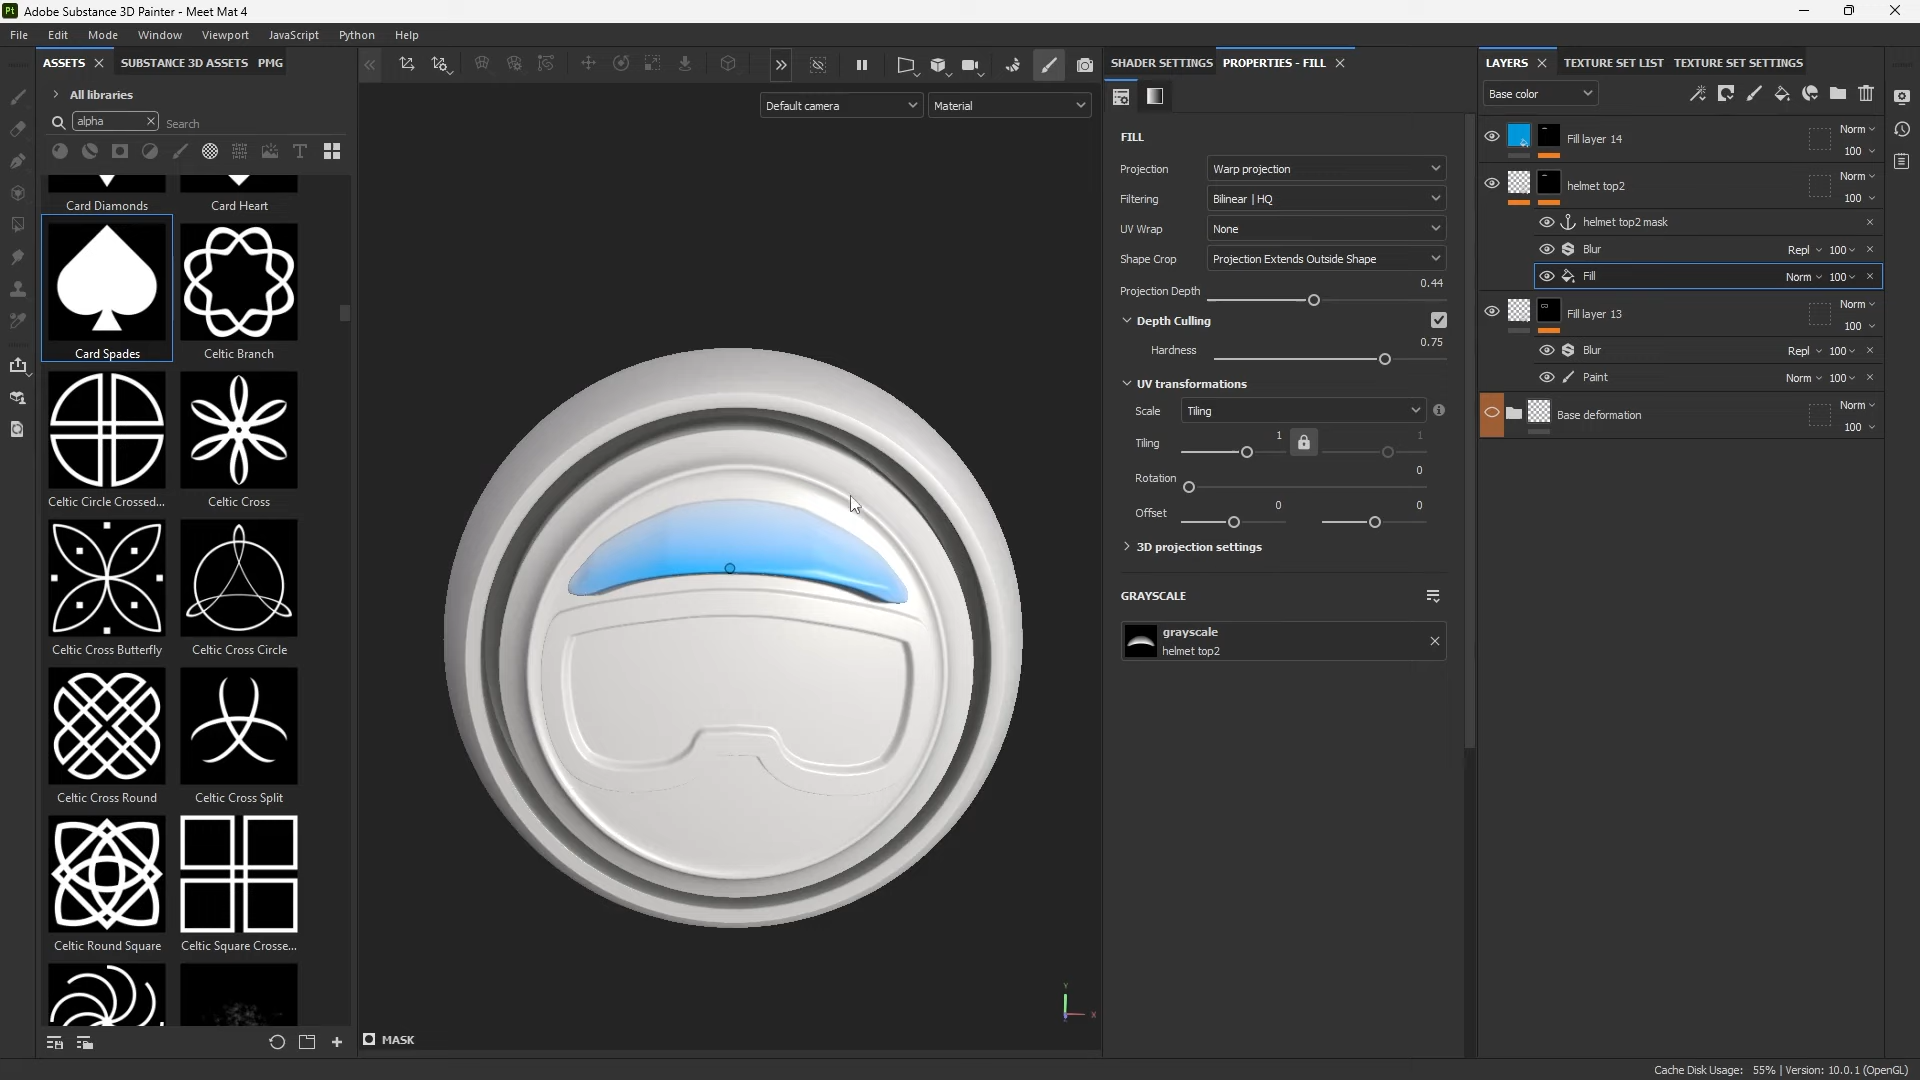 Pt Adobe Substance 3D Painter - Meet Mat 4
File Edit Mode Window Viewport JavaScript Python Help
ASSETS SUBSTANCE 3D ASSETS PMG
All libraries
alpha Search
Card Diamonds Card Heart
Card Spades Celtic Branch
Celtic Circle Crossed... Celtic Cross
Celtic Cross Butterfly Celtic Cross Circle
Celtic Cross Round Celtic Cross Split
Celtic Round Square Celtic Square Crosse...
Default camera Material
Y
X
MASK
SHADER SETTINGS PROPERTIES - FILL
FILL
Projection Warp projection
Filtering Bilinear | HQ
UV Wrap None
Shape Crop Projection Extends Outside Shape
Projection Depth 0.44
Depth Culling
Hardness 0.75
UV transformations
Scale Tiling
Tiling 1 1
Rotation 0
Offset 0 0
3D projection settings
GRAYSCALE
grayscale
helmet top2
LAYERS TEXTURE SET LIST TEXTURE SET SETTINGS
Base color
Fill layer 14 Norm 100
helmet top2 Norm 100
helmet top2 mask
Blur Repl 100
Fill Norm 100
Fill layer 13 Norm 100
Blur Repl 100
Paint Norm 100
Base deformation Norm 100
Cache Disk Usage: 55% | Version: 10.0.1 (OpenGL)